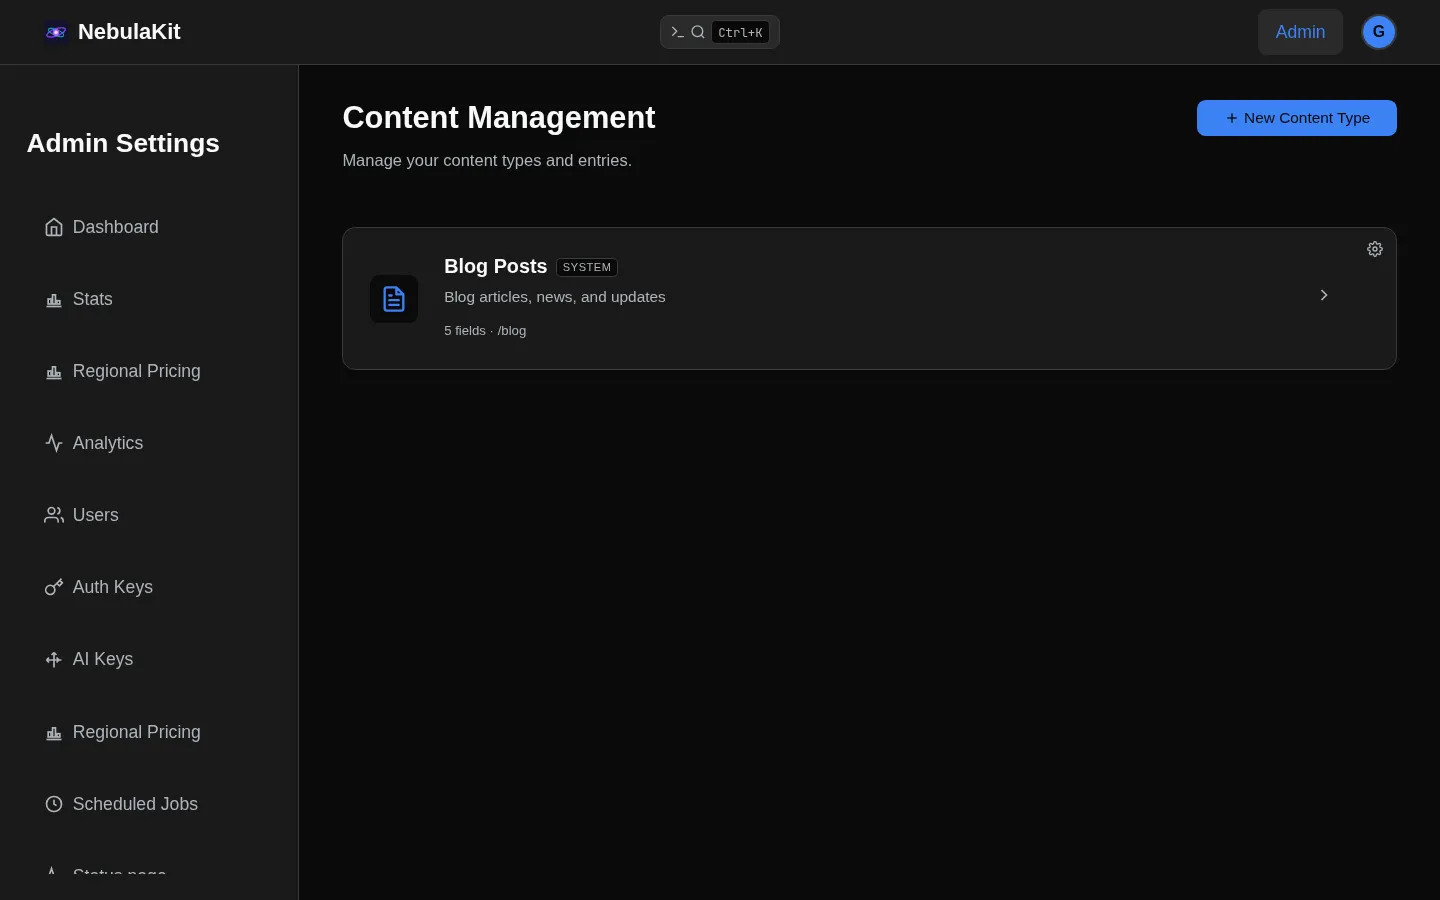 NebulaKit
Ctrl+K
Admin
G
Admin Settings
Dashboard
Stats
Regional Pricing
Analytics
Users
Auth Keys
AI Keys
Regional Pricing
Scheduled Jobs
Status page
Content Management
New Content Type
Manage your content types and entries.
Blog Posts SYSTEM
Blog articles, news, and updates
5 fields · /blog